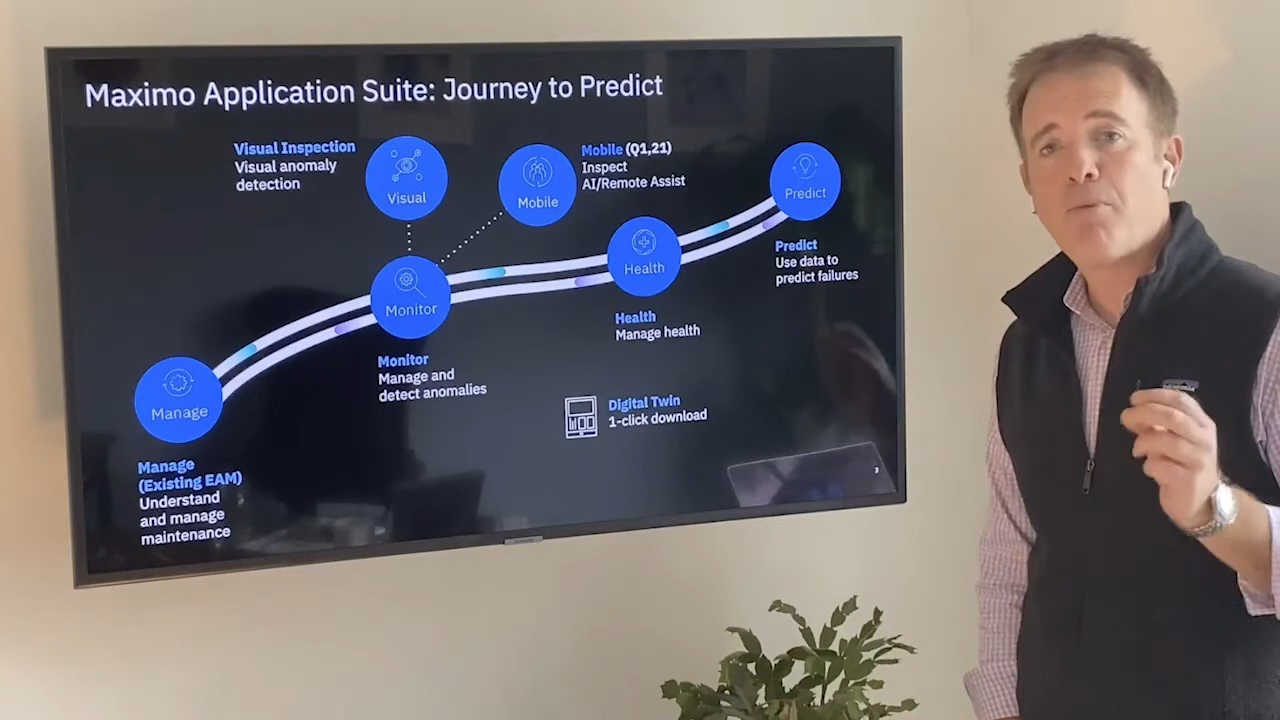 Maximo Application Suite: Journey to Predict
Visual Inspection
Visual anomaly
detection
Visual
Mobile
Mobile (Q1,21)
Inspect
AI/Remote Assist
Predict
Predict
Use data to
predict failures
Health
Health
Manage health
Monitor
Monitor
Manage and
detect anomalies
Manage
Manage
(Existing EAM)
Understand
and manage
maintenance
Digital Twin
1-click download
3